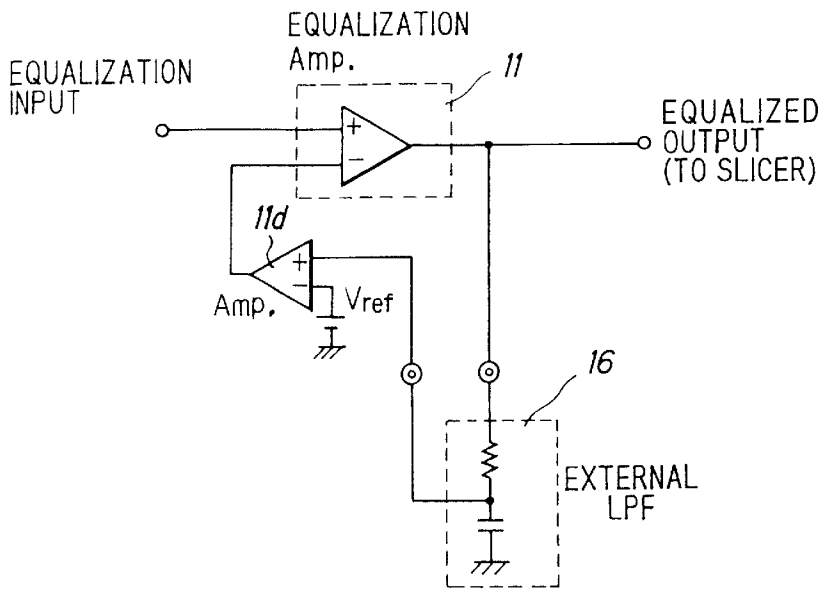 EQUALIZATION
Amp.
11
EQUALIZATION
INPUT
EQUALIZED
OUTPUT
(TO SLICER)
+
−
11d
+
−
Amp.
Vref
16
EXTERNAL
LPF